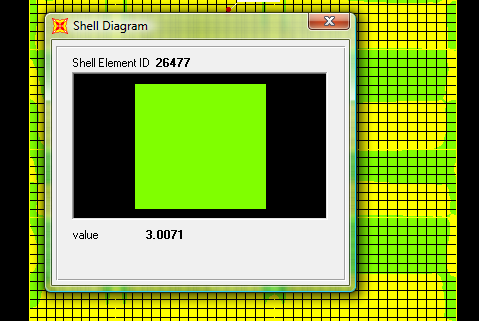 Shell Diagram
Shell Element ID 26477
value 3.0071